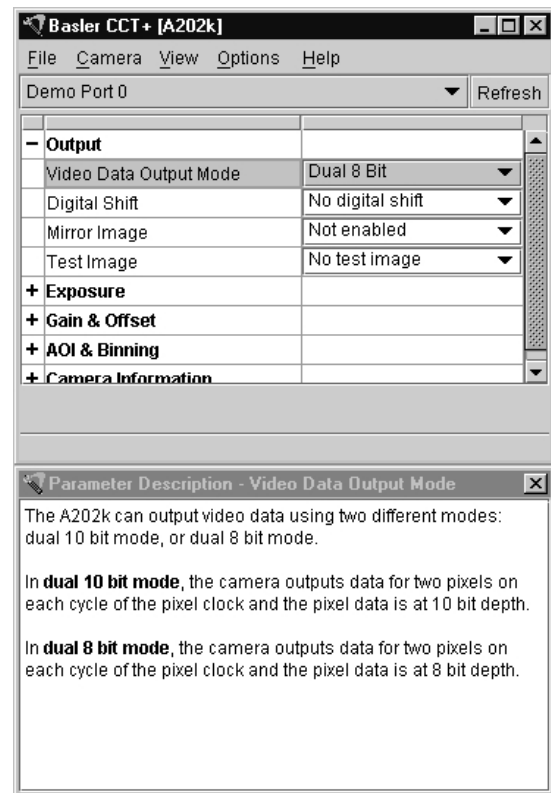 Basler CCT+ [A202k]
File Camera View Options Help
Demo Port 0 Refresh
− Output
Video Data Output Mode Dual 8 Bit
Digital Shift No digital shift
Mirror Image Not enabled
Test Image No test image
+ Exposure
+ Gain & Offset
+ AOI & Binning
+ Camera Information
Parameter Description - Video Data Output Mode
The A202k can output video data using two different modes:
dual 10 bit mode, or dual 8 bit mode.
In dual 10 bit mode, the camera outputs data for two pixels on
each cycle of the pixel clock and the pixel data is at 10 bit depth.
In dual 8 bit mode, the camera outputs data for two pixels on
each cycle of the pixel clock and the pixel data is at 8 bit depth.